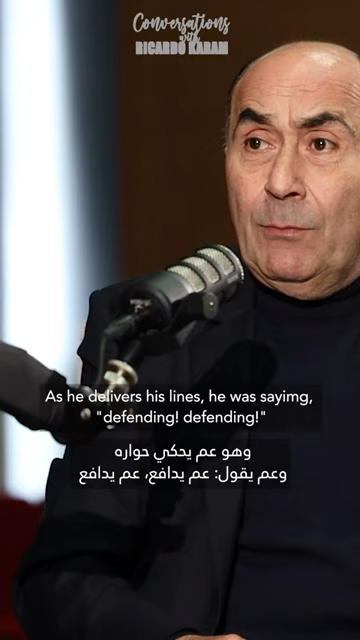 Conversations
with
RICARDO KARAM
As he delivers his lines, he was sayimg,
"defending! defending!"
وهو عم يحكي حواره
وعم يقول: عم يدافع، عم يدافع